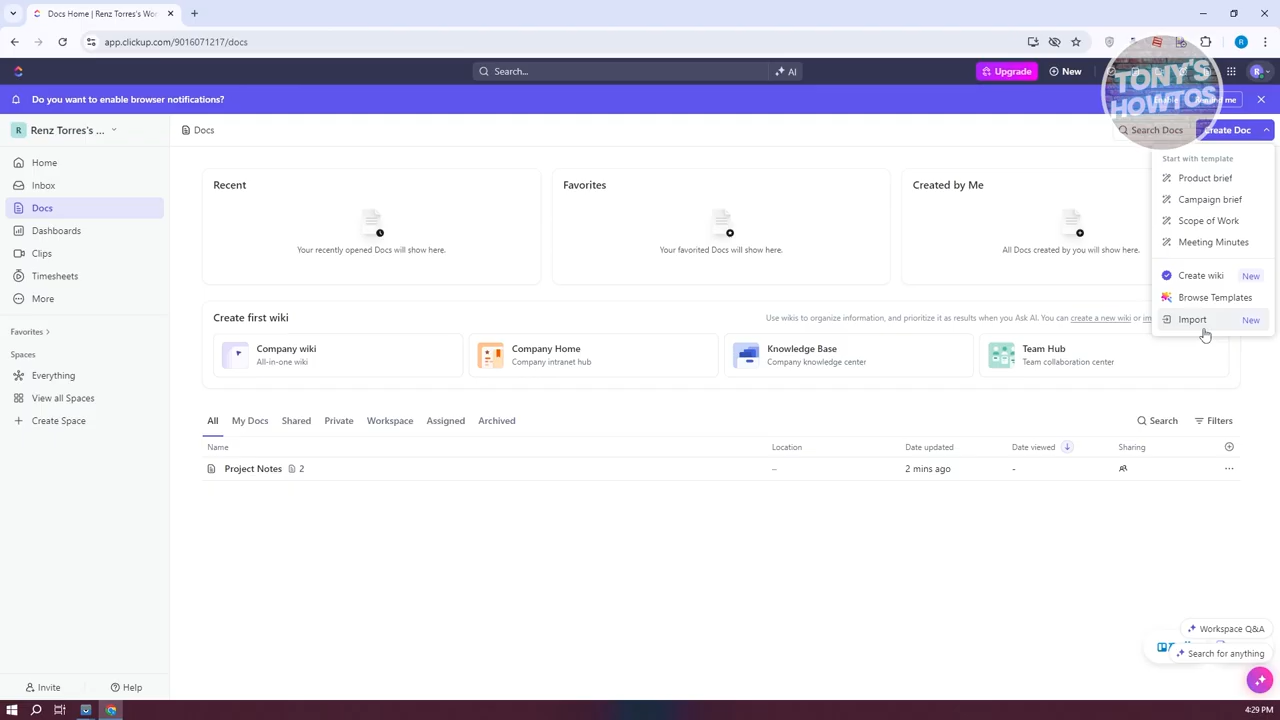 Docs Home | Renz Torres's Wo
app.clickup.com/9016071217/docs
R
Search...
AI
Upgrade
New
R
Do you want to enable browser notifications?
Enable
Remind me
TONY'S
HOWTOS
R
Renz Torres's ...
Docs
Search Docs
Create Doc
Home
Inbox
Docs
Dashboards
Clips
Timesheets
More
Favorites
Spaces
Everything
View all Spaces
Create Space
Invite
Help
Recent
Your recently opened Docs will show here.
Favorites
Your favorited Docs will show here.
Created by Me
All Docs created by you will show here.
Start with template
Product brief
Campaign brief
Scope of Work
Meeting Minutes
Create wiki New
Browse Templates
Import New
Create first wiki
Use wikis to organize information, and prioritize it as results when you Ask AI. You can create a new wiki or im
Company wiki
All-in-one wiki
Company Home
Company intranet hub
Knowledge Base
Company knowledge center
Team Hub
Team collaboration center
All My Docs Shared Private Workspace Assigned Archived
Search
Filters
Name Location Date updated Date viewed Sharing
Project Notes 2 – 2 mins ago -
Workspace Q&A
Search for anything
4:29 PM